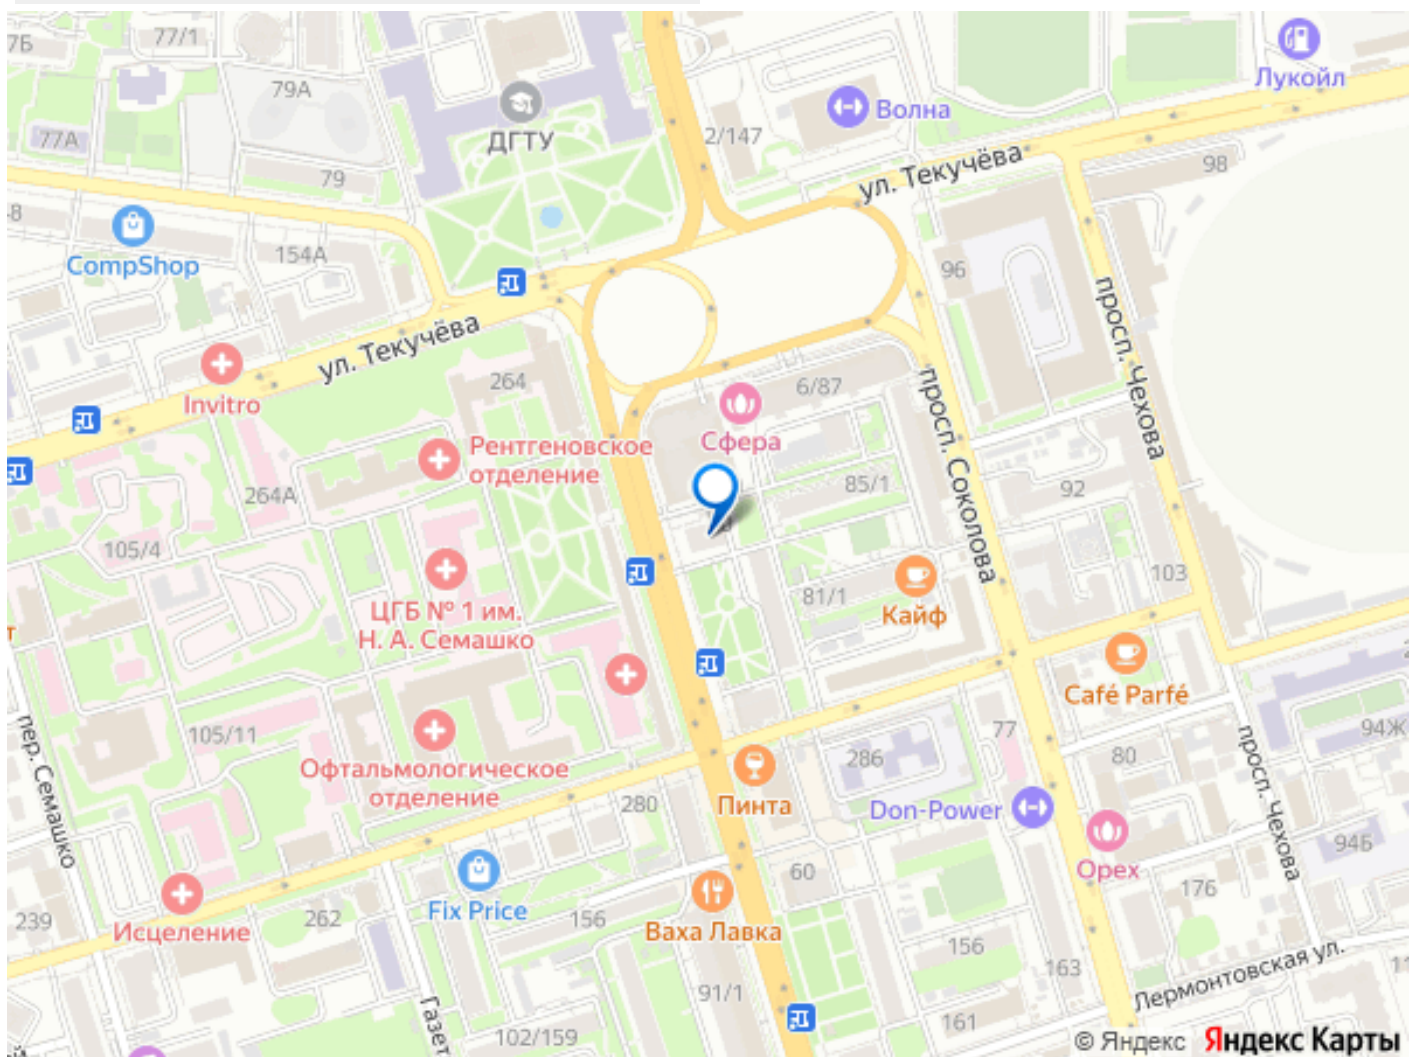 7Б
77/1
79А
77А
ДГТУ
2/147
Волна
Лукойл
79
ул. Текучёва
98
CompShop
154А
96
просп. Чехова
ул. Текучёва
Invitro
264
6/87
Сфера
просп. Соколова
Рентгеновское
отделение
264А
85/1
92
105/4
103
ЦГБ № 1 им.
Н. А. Семашко
81/1
Кайф
Café Parfé
пер. Семашко
105/11
Офтальмологическое
отделение
280
Пинта
286
77
80
94Ж
просп. Чехова
Don-Power
Орех
94Б
60
176
239
Исцеление
262
Fix Price
156
Ваха Лавка
156
163
Лермонтовская ул.
91/1
161
102/159
Газет
© Яндекс Яндекс Карты